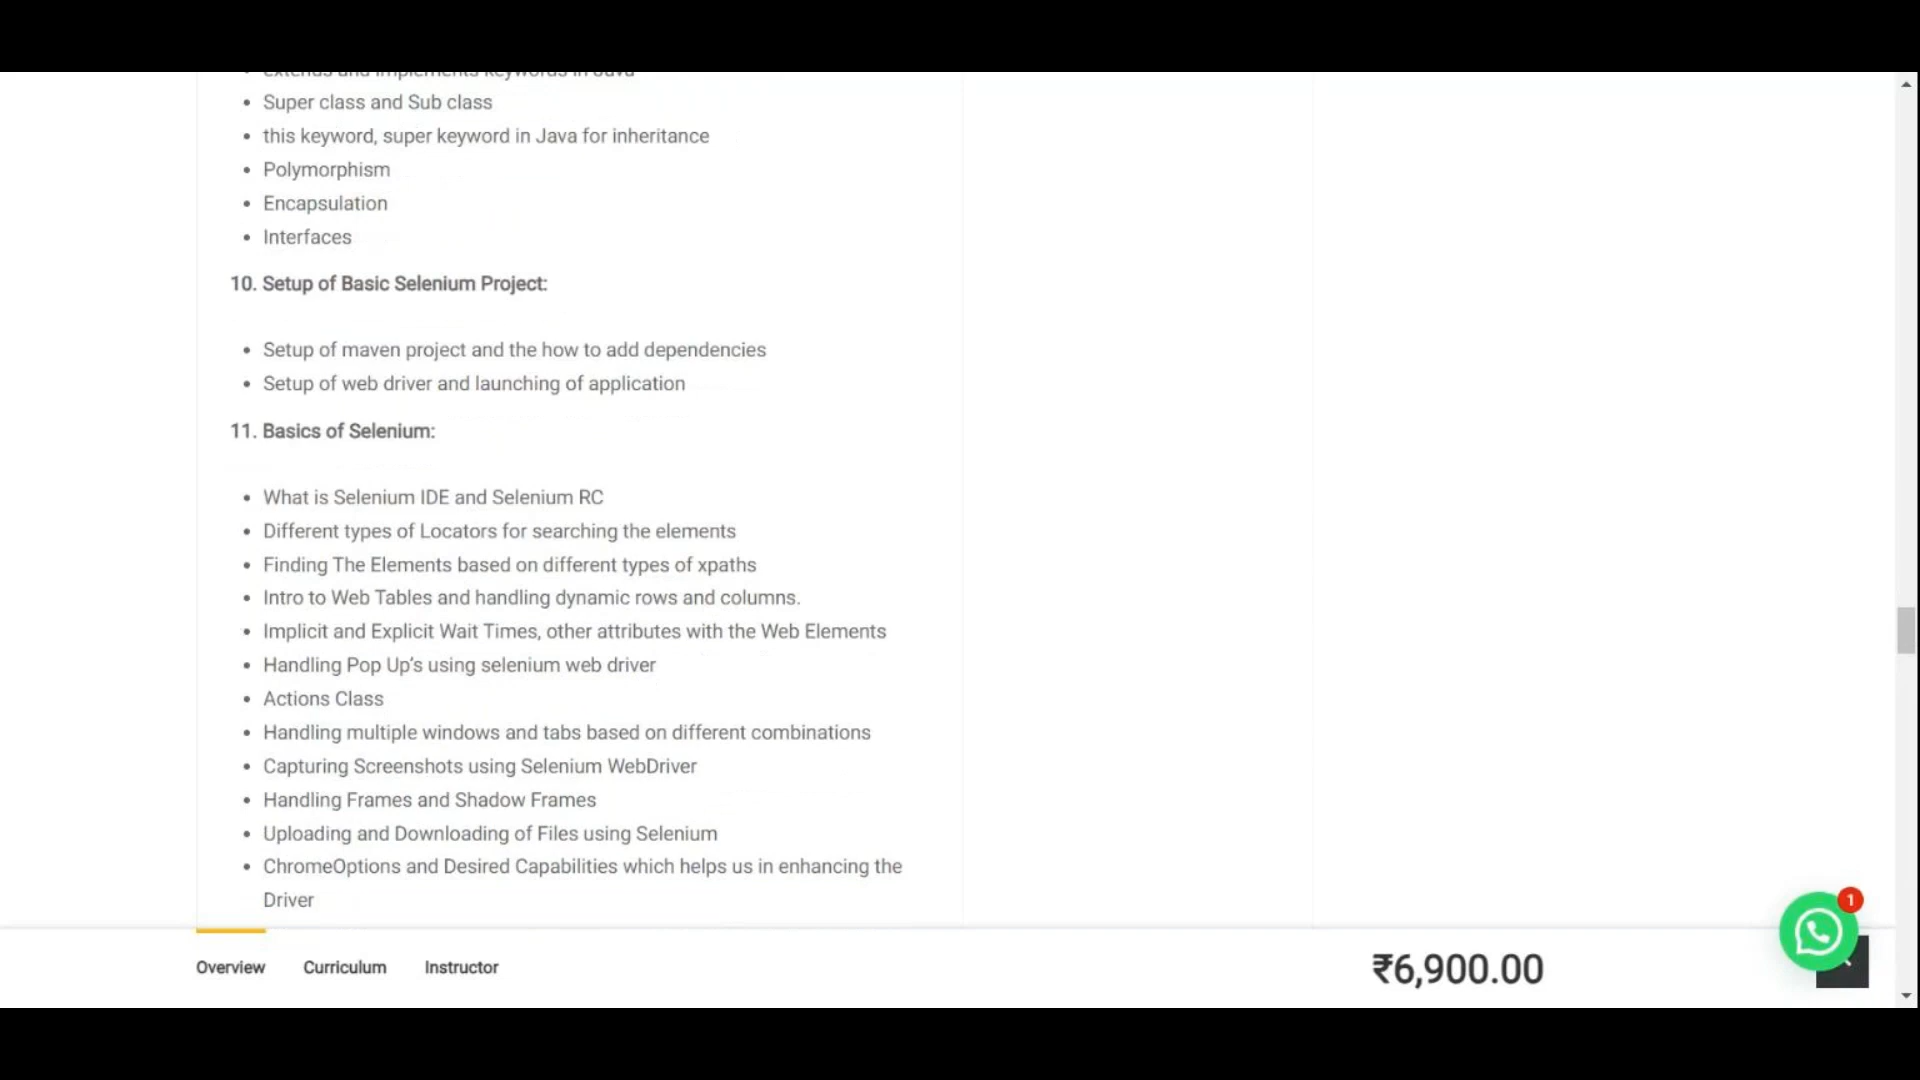 extends and implements keywords in Java
Super class and Sub class
this keyword, super keyword in Java for inheritance
Polymorphism
Encapsulation
Interfaces
10. Setup of Basic Selenium Project:
Setup of maven project and the how to add dependencies
Setup of web driver and launching of application
11. Basics of Selenium:
What is Selenium IDE and Selenium RC
Different types of Locators for searching the elements
Finding The Elements based on different types of xpaths
Intro to Web Tables and handling dynamic rows and columns.
Implicit and Explicit Wait Times, other attributes with the Web Elements
Handling Pop Up’s using selenium web driver
Actions Class
Handling multiple windows and tabs based on different combinations
Capturing Screenshots using Selenium WebDriver
Handling Frames and Shadow Frames
Uploading and Downloading of Files using Selenium
ChromeOptions and Desired Capabilities which helps us in enhancing the
Driver
1
Overview Curriculum Instructor ₹6,900.00